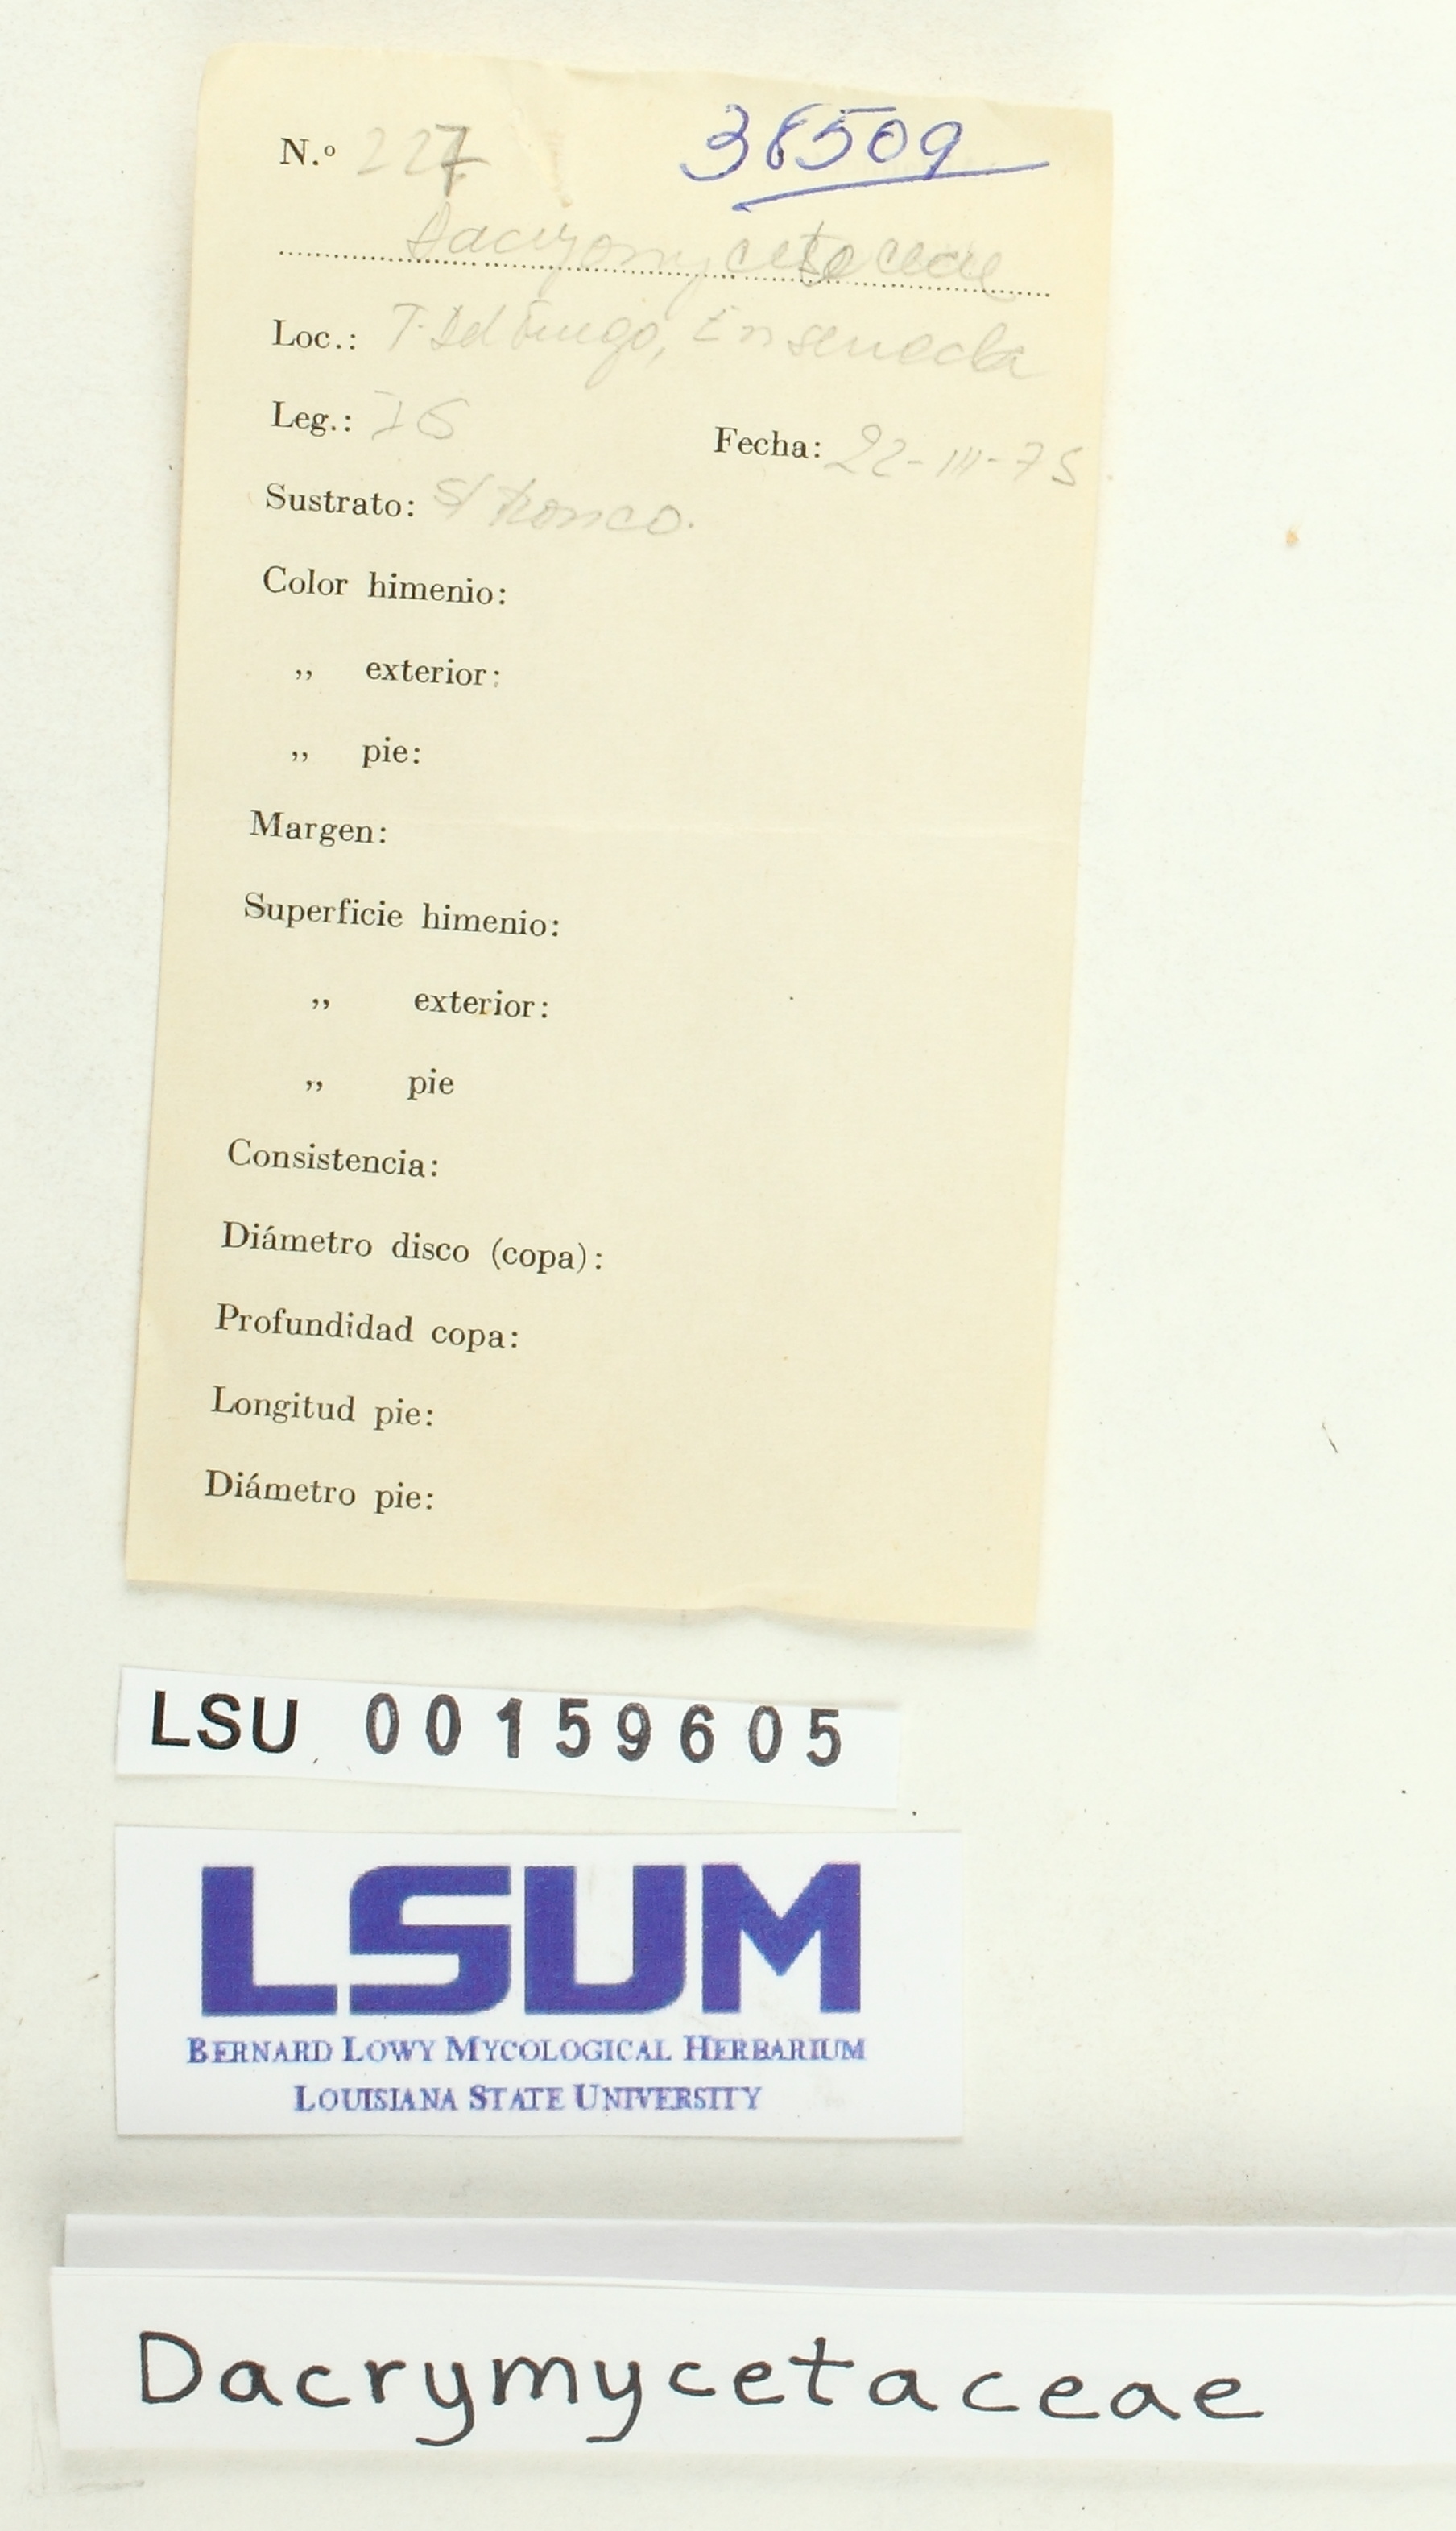 N.º 227 38509
Dacryomycetaceae
Loc.: T. Del Fuego, Ensenada
Leg.: Fecha: 22-III-75
Sustrato: s/ tronco.
Color himenio:
,, exterior:
,, pie:
Margen:
Superficie himenio:
,, exterior:
,, pie
Consistencia:
Diámetro disco (copa):
Profundidad copa:
Longitud pie:
Diámetro pie:
LSU 00159605
LSUM
BERNARD LOWY MYCOLOGICAL HERBARIUM
LOUISIANA STATE UNIVERSITY
Dacrymycetaceae